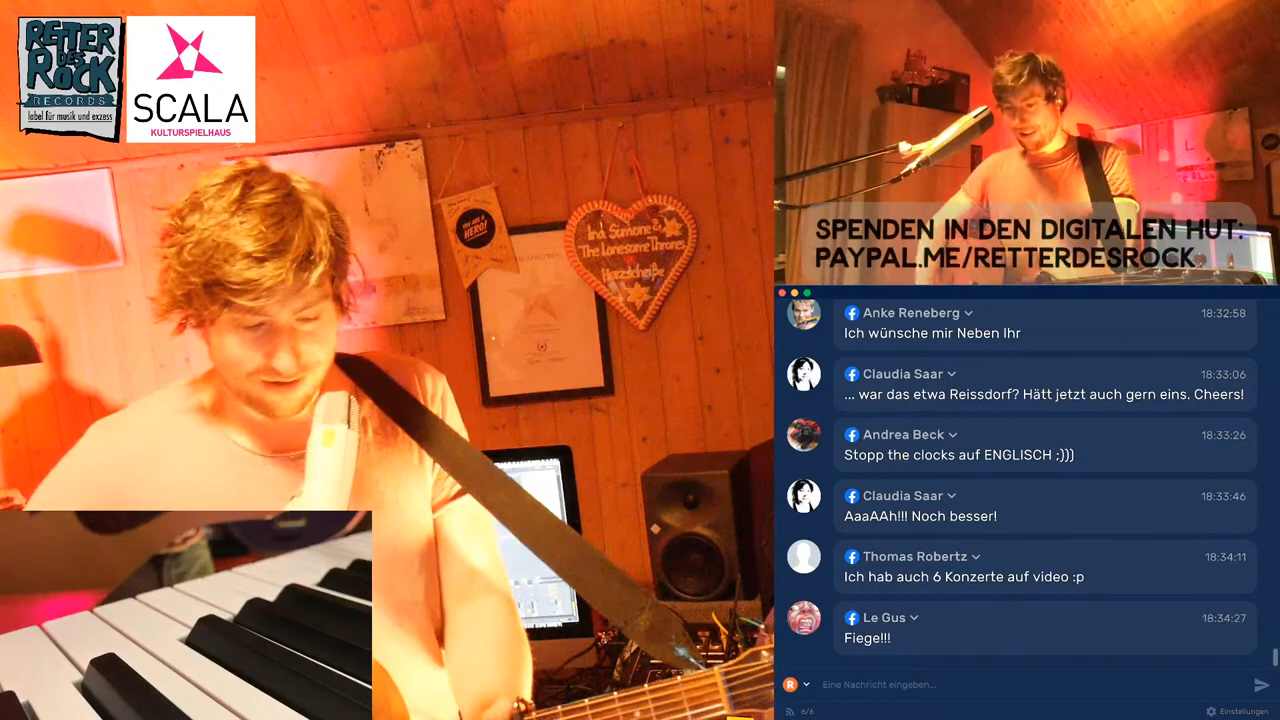 RETTER
DES
ROCK
RECORDS
label für musik und exzess
SCALA
KULTURSPIELHAUS
HERO!
Ina Simone &
The Lonesome Thrones
Herzscheiße
SPENDEN IN DEN DIGITALEN HUT:
PAYPAL.ME/RETTERDESROCK
Anke Reneberg 18:32:58
Ich wünsche mir Neben Ihr
Claudia Saar 18:33:06
... war das etwa Reissdorf? Hätt jetzt auch gern eins. Cheers!
Andrea Beck 18:33:26
Stopp the clocks auf ENGLISCH ;)))
Claudia Saar 18:33:46
AaaAAh!!! Noch besser!
Thomas Robertz 18:34:11
Ich hab auch 6 Konzerte auf video :p
Le Gus 18:34:27
Fiege!!!
R
Eine Nachricht eingeben...
6/6 Einstellungen